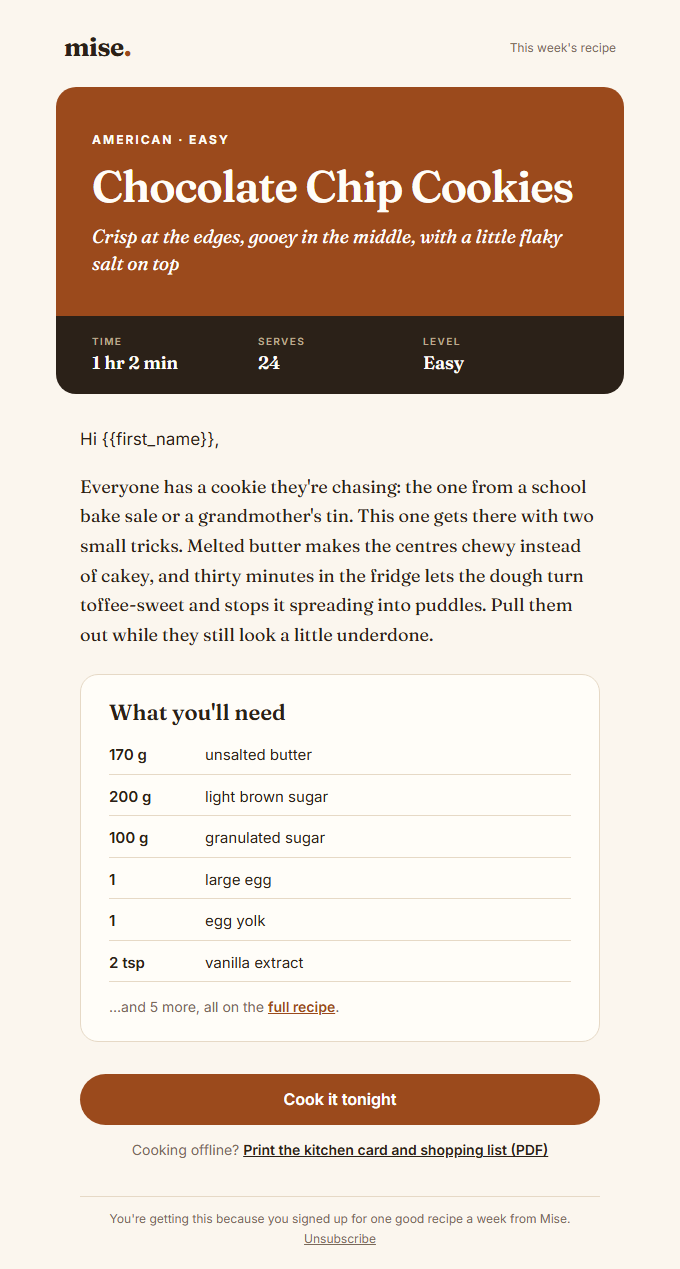 mise.
This week's recipe
AMERICAN · EASY
Chocolate Chip Cookies
Crisp at the edges, gooey in the middle, with a little flaky
salt on top
TIME
1 hr 2 min
SERVES
24
LEVEL
Easy
Hi {{first_name}},
Everyone has a cookie they're chasing: the one from a school
bake sale or a grandmother's tin. This one gets there with two
small tricks. Melted butter makes the centres chewy instead
of cakey, and thirty minutes in the fridge lets the dough turn
toffee-sweet and stops it spreading into puddles. Pull them
out while they still look a little underdone.
What you'll need
170 g unsalted butter
200 g light brown sugar
100 g granulated sugar
1 large egg
1 egg yolk
2 tsp vanilla extract
...and 5 more, all on the full recipe.
Cook it tonight
Cooking offline? Print the kitchen card and shopping list (PDF)
You're getting this because you signed up for one good recipe a week from Mise.
Unsubscribe